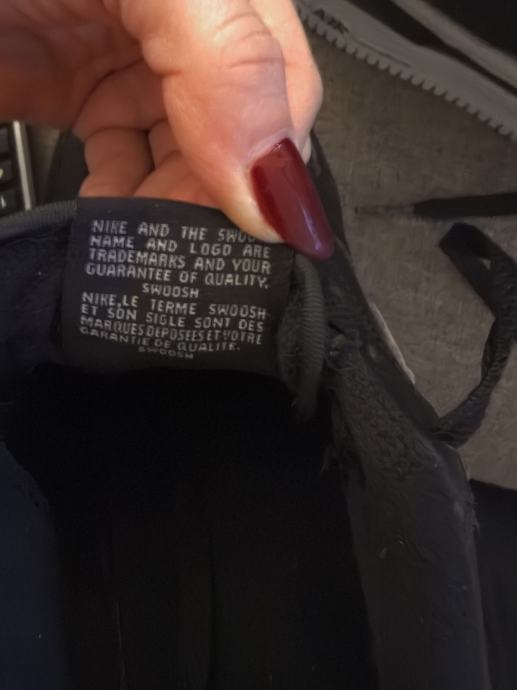 NIKE AND THE
NAME AND LOGO ARE
TRADEMARKS AND YOUR
GUARANTEE OF QUALITY.
SWOOSH
NIKE,LE TERME SWOOSH
ET SON SIGLE SONT DES
MARQUES DEPOSEES ET VOTRE
GARANTIE DE QUALITE.
SWOOSH